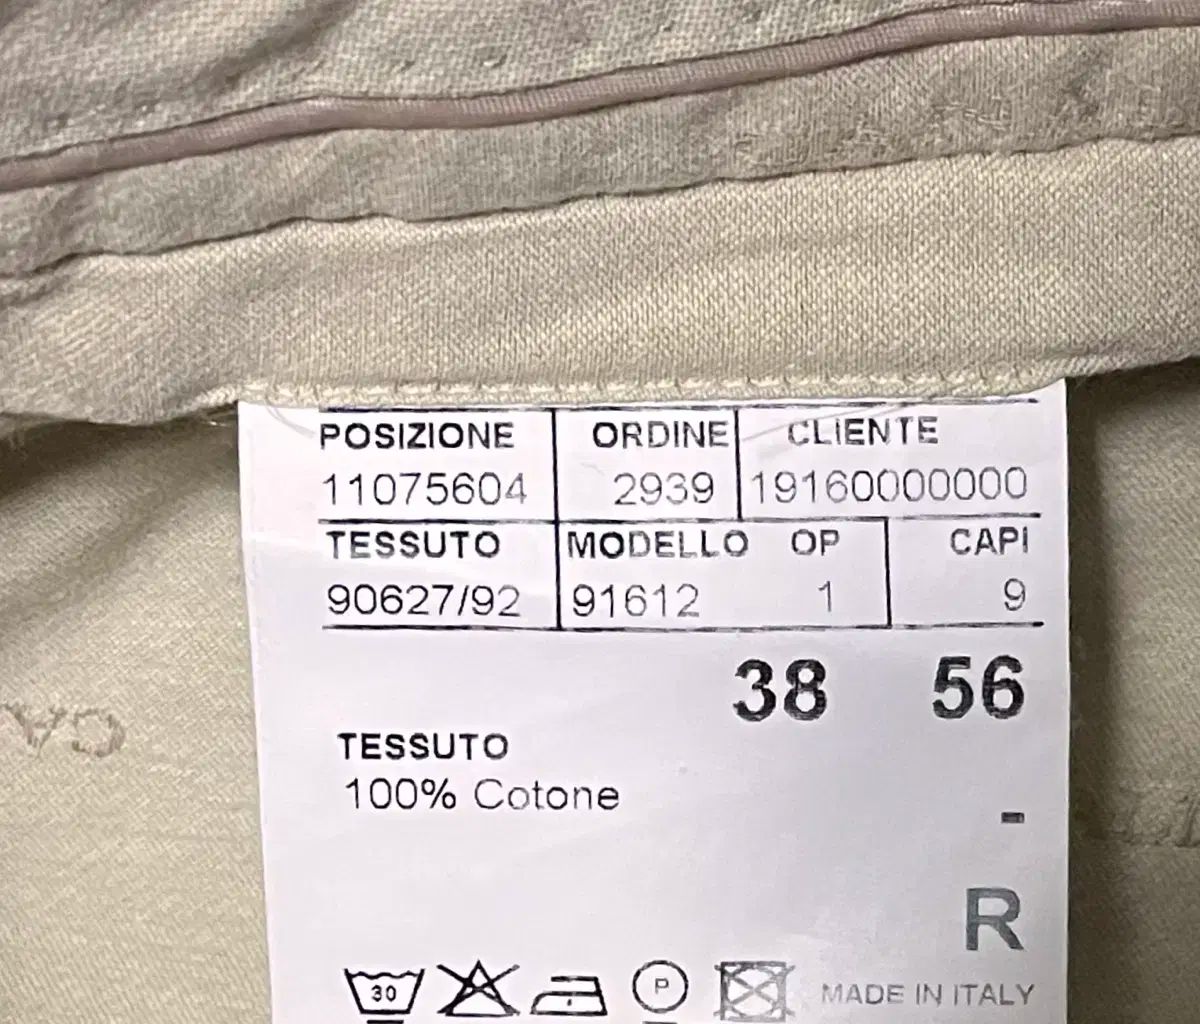 POSIZIONE ORDINE CLIENTE
11075604 2939 19160000000
TESSUTO MODELLO OP CAPI
90627/92 91612 1 9
38 56
TESSUTO
100% Cotone
-
R
30 P MADE IN ITALY